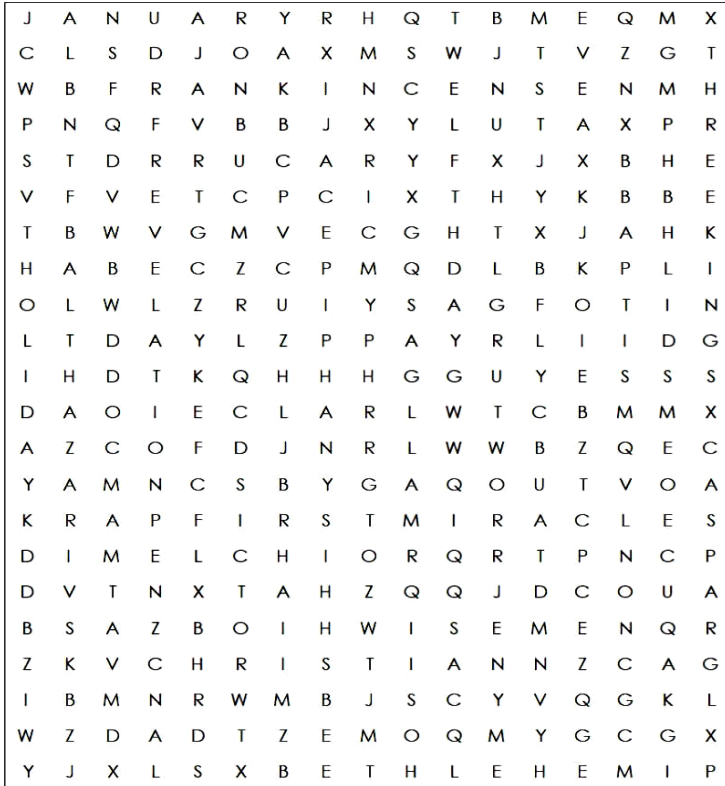 J A N U A R Y R H Q T B M E Q M X
C L S D J O A X M S W J T V Z G T
W B F R A N K I N C E N S E N M H
P N Q F V B B J X Y L U T A X P R
S T D R R U C A R Y F X J X B H E
V F V E T C P C I X T H Y K B B E
T B W V G M V E C G H T X J A H K
H A B E C Z C P M Q D L B K P L I
O L W L Z R U I Y S A G F O T I N
L T D A Y L Z P P A Y R L I I D G
I H D T K Q H H H G G U Y E S S S
D A O I E C L A R L W T C B M M X
A Z C O F D J N R L W W B Z Q E C
Y A M N C S B Y G A Q O U T V O A
K R A P F I R S T M I R A C L E S
D I M E L C H I O R Q R T P N C P
D V T N X T A H Z Q Q J D C O U A
B S A Z B O I H W I S E M E N Q R
Z K V C H R I S T I A N N Z C A G
I B M N R W M B J S C Y V Q G K L
W Z D A D T Z E M O Q M Y G C G X
Y J X L S X B E T H L E H E M I P